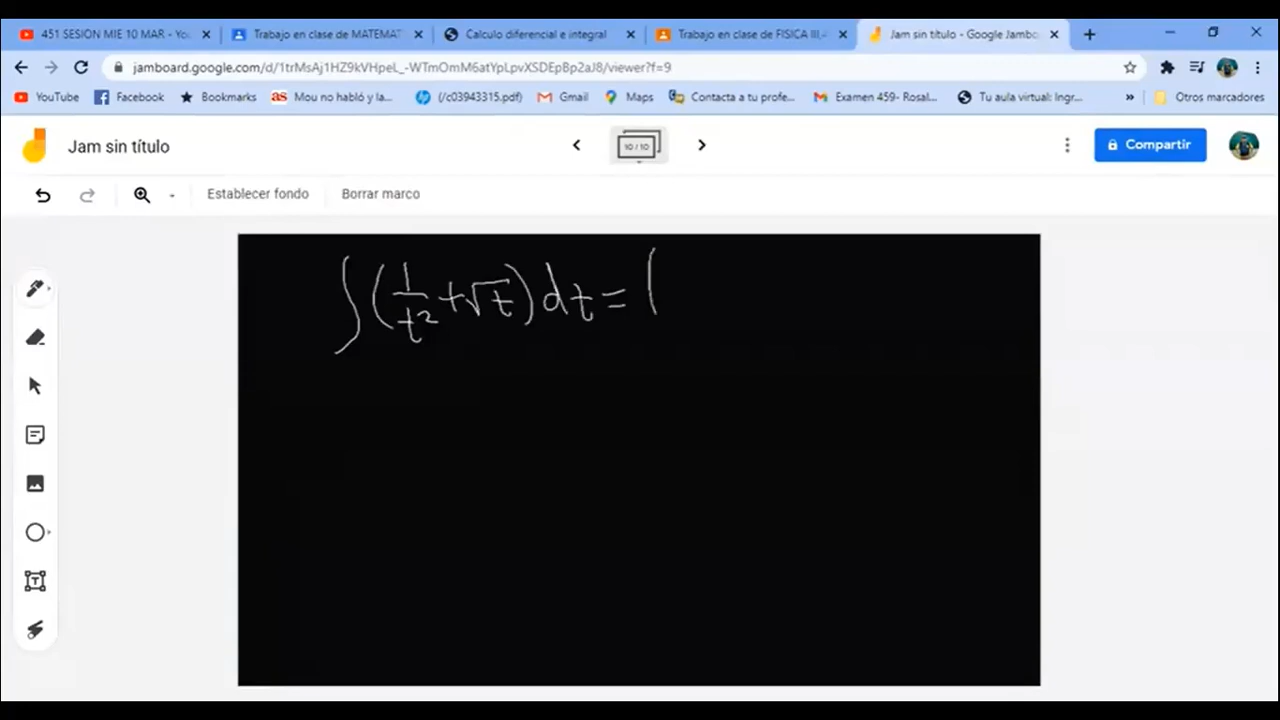 451 SESION MIE 10 MAR - Yo
Trabajo en clase de MATEMAT
Calculo diferencial e integral
Trabajo en clase de FISICA III.-
Jam sin título - Google Jambo
jamboard.google.com/d/1trMsAj1HZ9kVHpeL_-WTmOmM6atYpLpvXSDEpBp2aJ8/viewer?f=9
YouTube
Facebook
Bookmarks
as Mou no habló y la...
(/c03943315.pdf)
Gmail
Maps
Contacta a tu profe...
Examen 459- Rosal...
Tu aula virtual: Ingr...
» Otros marcadores
Jam sin título
10 / 10
Compartir
Establecer fondo
Borrar marco
∫(1/t²+√t)dt=(